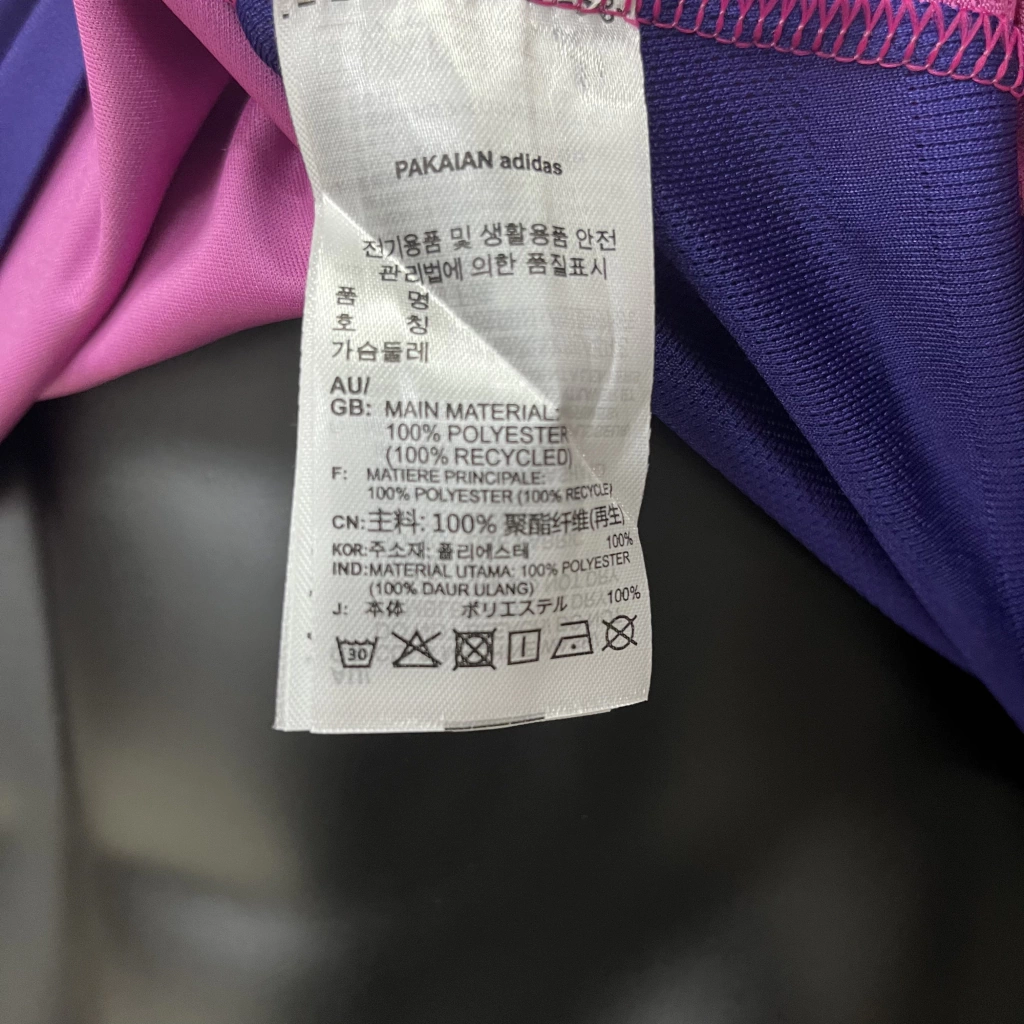 PAKAIAN adidas
전기용품 및 생활용품 안전
관리법에 의한 품질표시
품 명
호 칭
가슴둘레
AU/
GB: MAIN MATERIAL:
100% POLYESTER
(100% RECYCLED)
F: MATIERE PRINCIPALE:
100% POLYESTER (100% RECYCLE)
CN:主料: 100% 聚酯纤维(再生)
KOR:주소재: 폴리에스테 100%
IND:MATERIAL UTAMA: 100% POLYESTER
(100% DAUR ULANG)
J: 本体 ポリエステル 100%
30